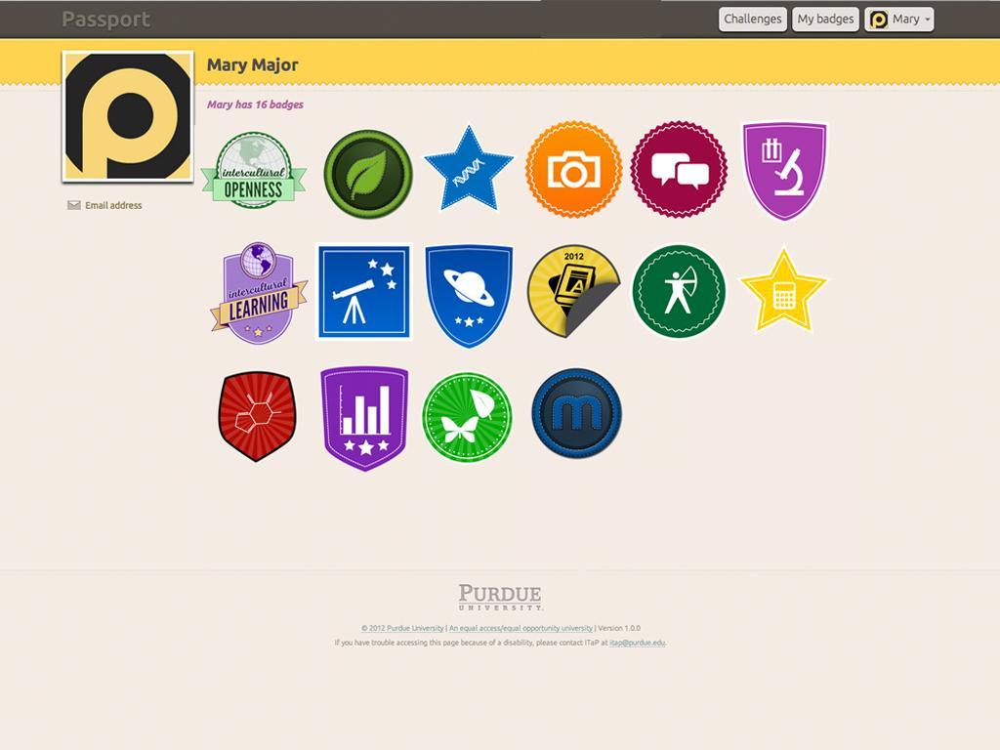 Passport
Challenges
My badges
Mary
Mary Major
Mary has 16 badges
Email address
intercultural
OPENNESS
intercultural
LEARNING
2012
A
m
PURDUE
UNIVERSITY.
© 2012 Purdue University | An equal access/equal opportunity university | Version 1.0.0
If you have trouble accessing this page because of a disability, please contact ITaP at itap@purdue.edu.